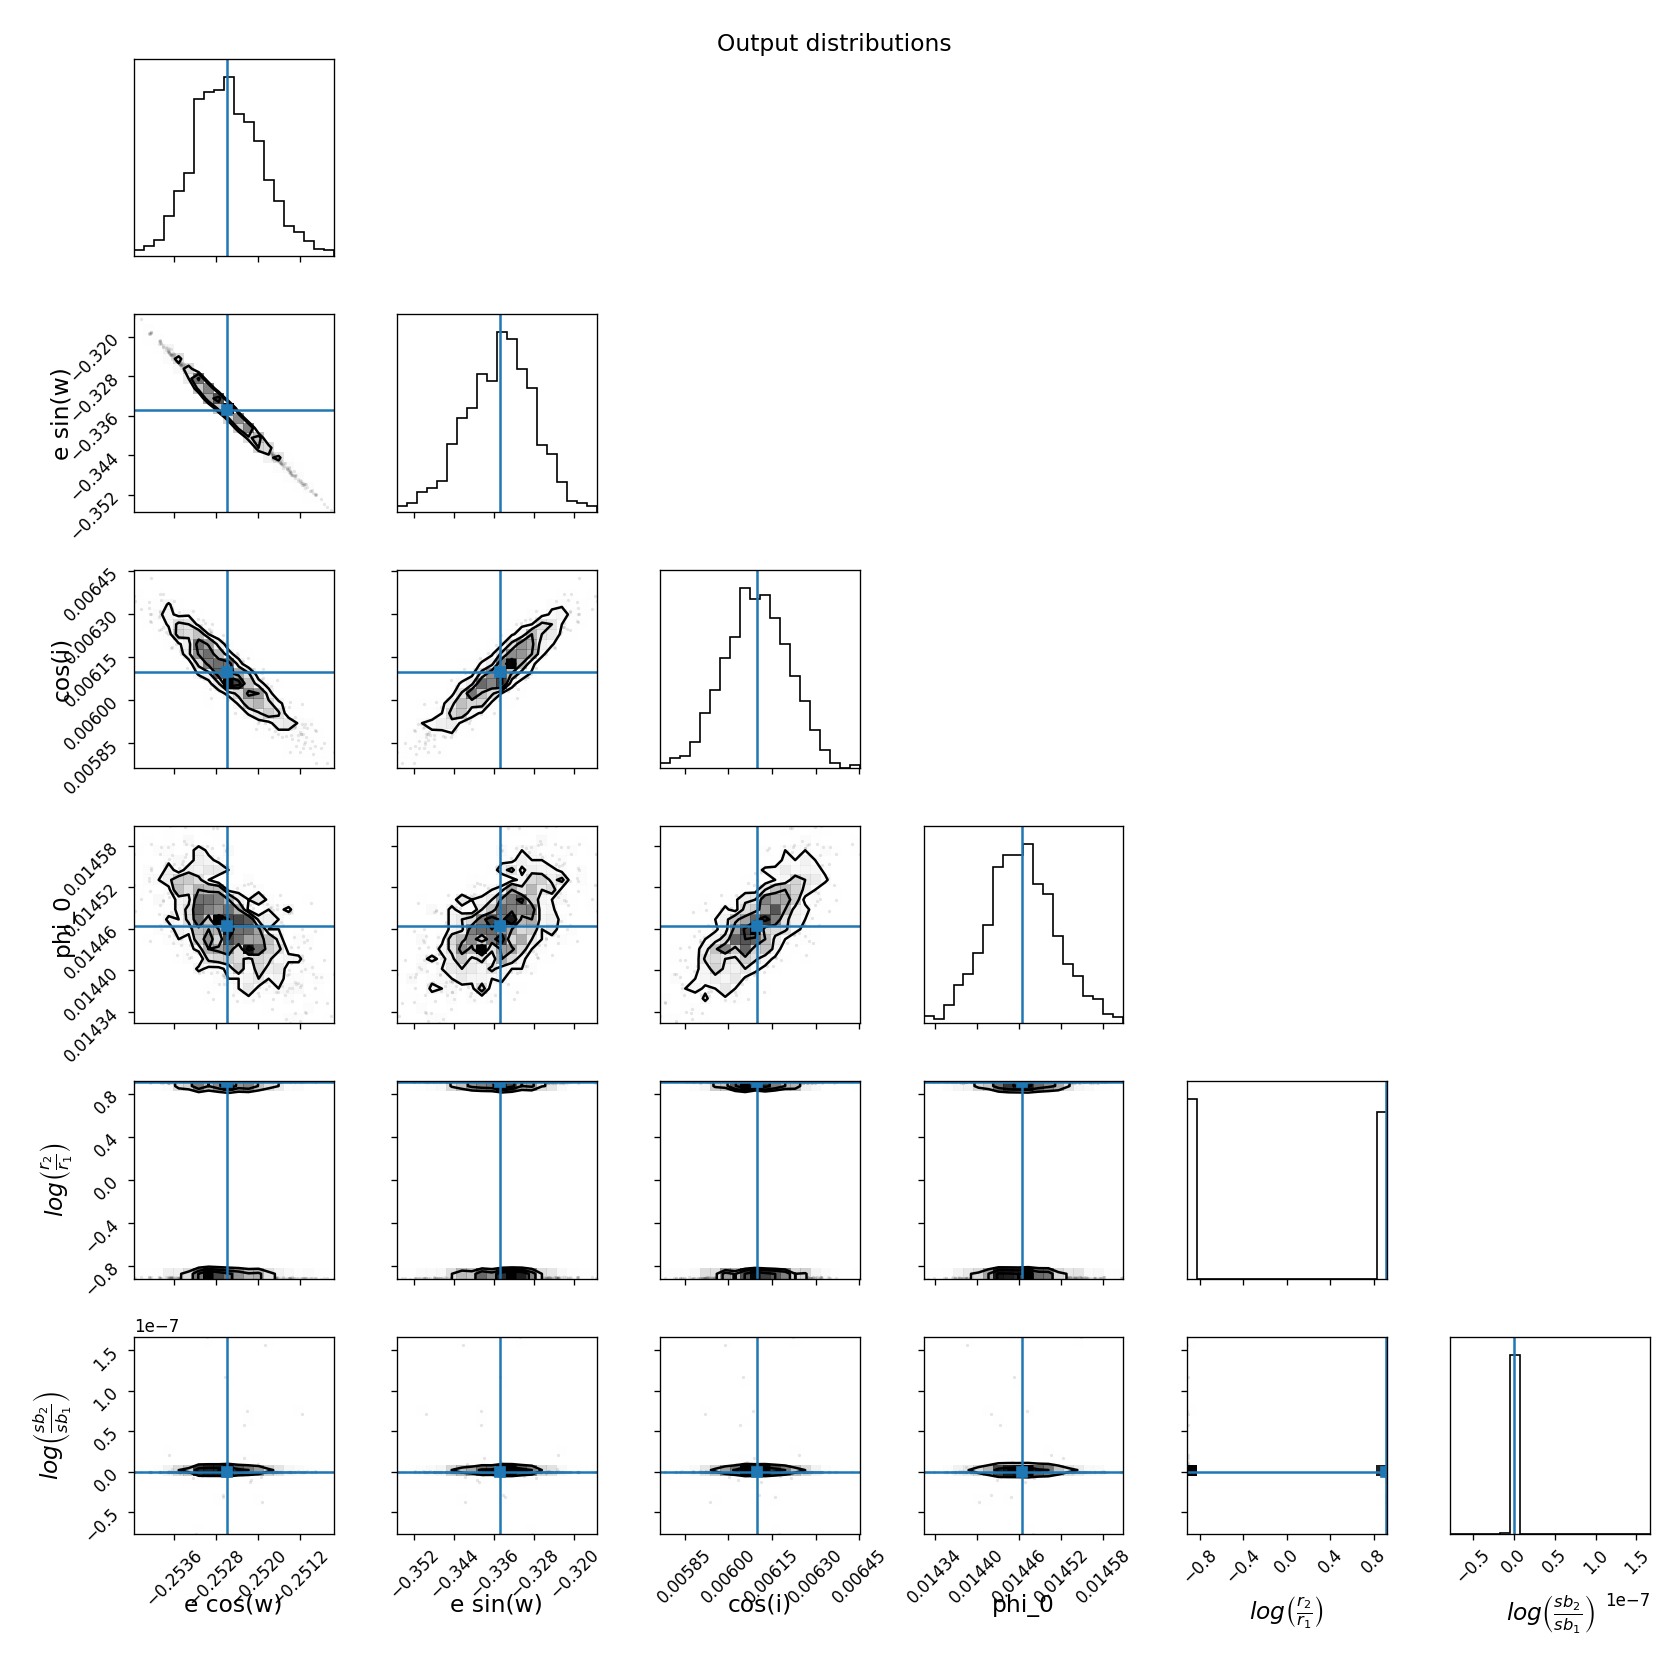 Output distributions
e sin(w)
−0.320
−0.328
−0.336
−0.344
−0.352
cos(i)
0.00645
0.00630
0.00615
0.00600
0.00585
phi_0
0.01458
0.01452
0.01446
0.01440
0.01434
log(r2/r1)
0.8
0.4
0.0
−0.4
−0.8
1e−7
log(sb2/sb1)
1.5
1.0
0.5
0.0
−0.5
−0.2536 −0.2528 −0.2520 −0.2512
−0.352 −0.344 −0.336 −0.328 −0.320
0.00585 0.00600 0.00615 0.00630 0.00645
0.01434 0.01440 0.01446 0.01452 0.01458
−0.8 −0.4 0.0 0.4 0.8
−0.5 0.0 0.5 1.0 1.5
1e−7
e cos(w)
e sin(w)
cos(i)
phi_0
log(r2/r1)
log(sb2/sb1)